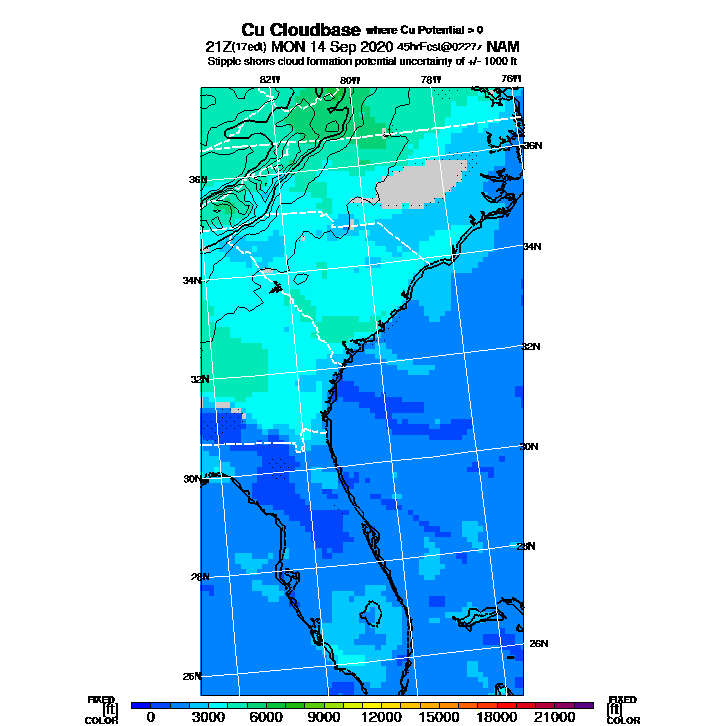 Cu Cloudbase where Cu Potential > 0
21Z(17edt) MON 14 Sep 2020 NAM
Stipple shows cloud formation potential uncertainty of +/- 1000 ft
82W 80W 78W 76W
36N
36N
34N
34N
32N
32N
30N
30N
28N
28N
26N
26N
FIXED FIXED
[ft] 0 3000 6000 9000 12000 15000 18000 21000 [ft]
COLOR COLOR